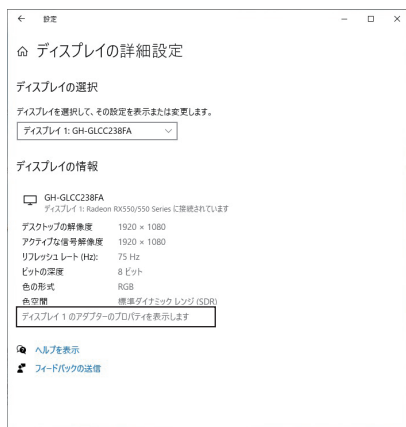 設定
ディスプレイの詳細設定
ディスプレイの選択
ディスプレイを選択して、その設定を表示または変更します。
ディスプレイ 1: GH-GLCC238FA
ディスプレイの情報
GH-GLCC238FA
ディスプレイ 1: Radeon RX550/550 Series に接続されています
デスクトップの解像度 1920 × 1080
アクティブな信号解像度 1920 × 1080
リフレッシュ レート (Hz): 75 Hz
ビットの深度 8 ビット
色の形式 RGB
色空間 標準ダイナミック レンジ (SDR)
ディスプレイ 1 のアダプターのプロパティを表示します
ヘルプを表示
フィードバックの送信